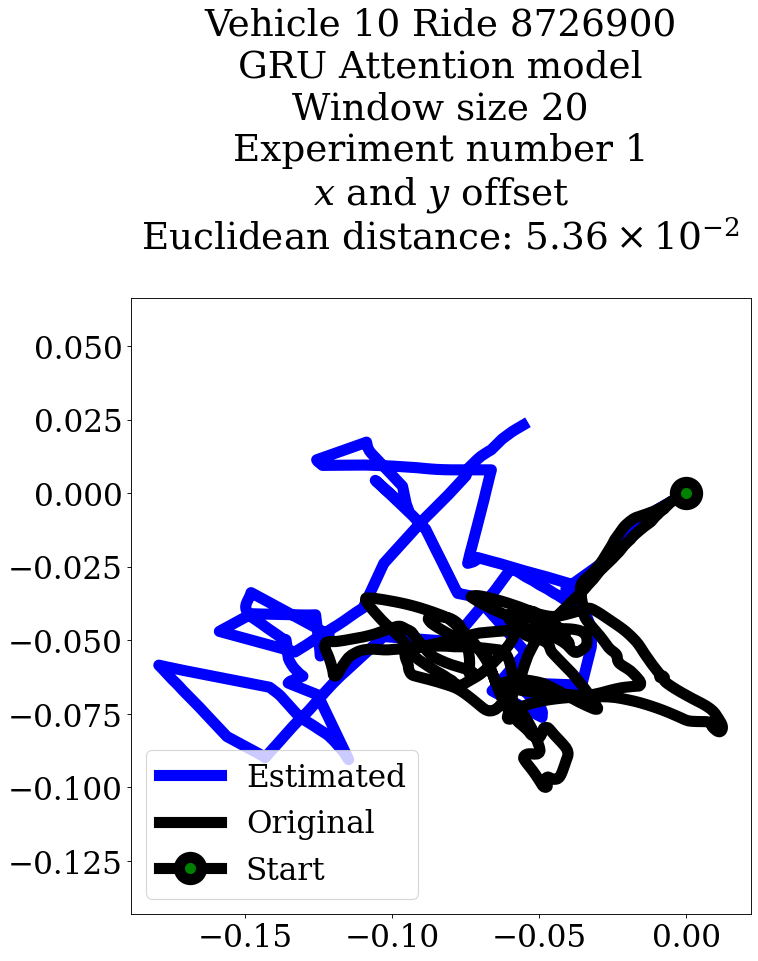 Vehicle 10 Ride 8726900
GRU Attention model
Window size 20
Experiment number 1
x and y offset
Euclidean distance: 5.36 × 10⁻²
0.050
0.025
0.000
−0.025
−0.050
−0.075
−0.100
−0.125
Estimated
Original
Start
−0.15 −0.10 −0.05 0.00